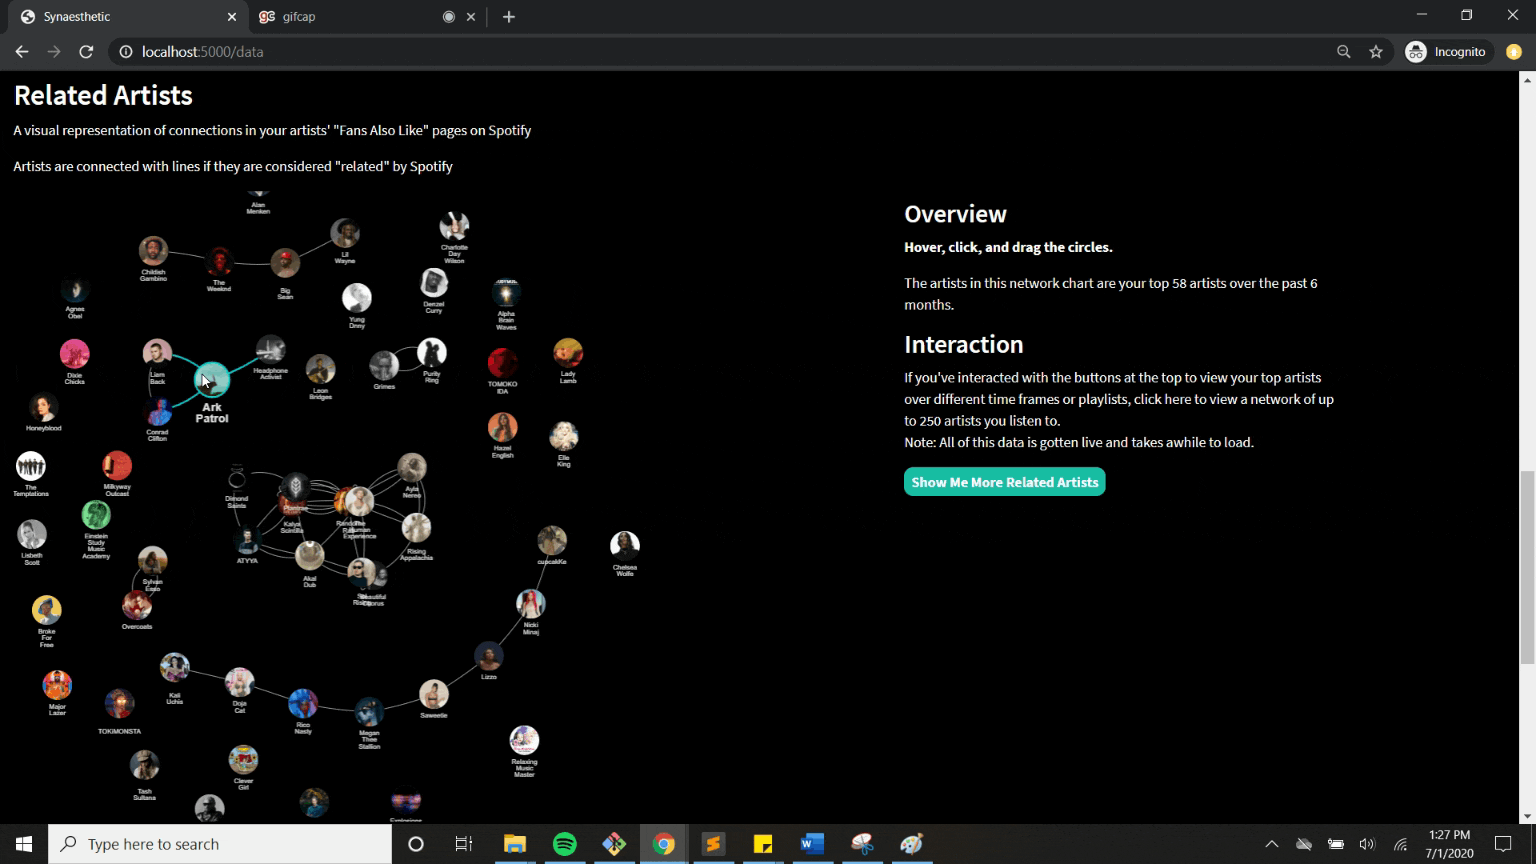 Synaesthetic
gifcap
localhost:5000/data
Incognito
Related Artists
A visual representation of connections in your artists' "Fans Also Like" pages on Spotify
Artists are connected with lines if they are considered "related" by Spotify
Alan
Menken
Childish
Gambino
The
Weeknd
Big
Sean
Lil
Wayne
Charlotte
Day
Wilson
Agnes
Obel
Yung
Dnny
Denzel
Curry
Alpha
Brain
Waves
Dixie
Chicks
Liam
Back
Headphone
Activist
Leon
Bridges
Grimes
Purity
Ring
TOMOKO
IDA
Lady
Lamb
Honeyblood
Conrad
Clifton
Ark
Patrol
Hazel
English
Elle
King
The
Temptations
Milkyway
Outcast
Dimond
Saints
Kalya
Scintilla
Human
Experience
Ayla
Nereo
Lisbeth
Scott
Einstein
Study
Music
Academy
ATYYA
Akal
Dub
Rising
Appalachia
cupcakKe
Chelsea
Wolfe
Sylvan
Esso
Overcoats
Broke
For
Free
Nicki
Minaj
Major
Lazer
TOKiMONSTA
Kali
Uchis
Doja
Cat
Rico
Nasty
Megan
Thee
Stallion
Saweetie
Lizzo
Tash
Sultana
Clever
Girl
Relaxing
Music
Master
Overview
Hover, click, and drag the circles.
The artists in this network chart are your top 58 artists over the past 6
months.
Interaction
If you've interacted with the buttons at the top to view your top artists
over different time frames or playlists, click here to view a network of up
to 250 artists you listen to.
Note: All of this data is gotten live and takes awhile to load.
Show Me More Related Artists
Type here to search
1:27 PM
7/1/2020